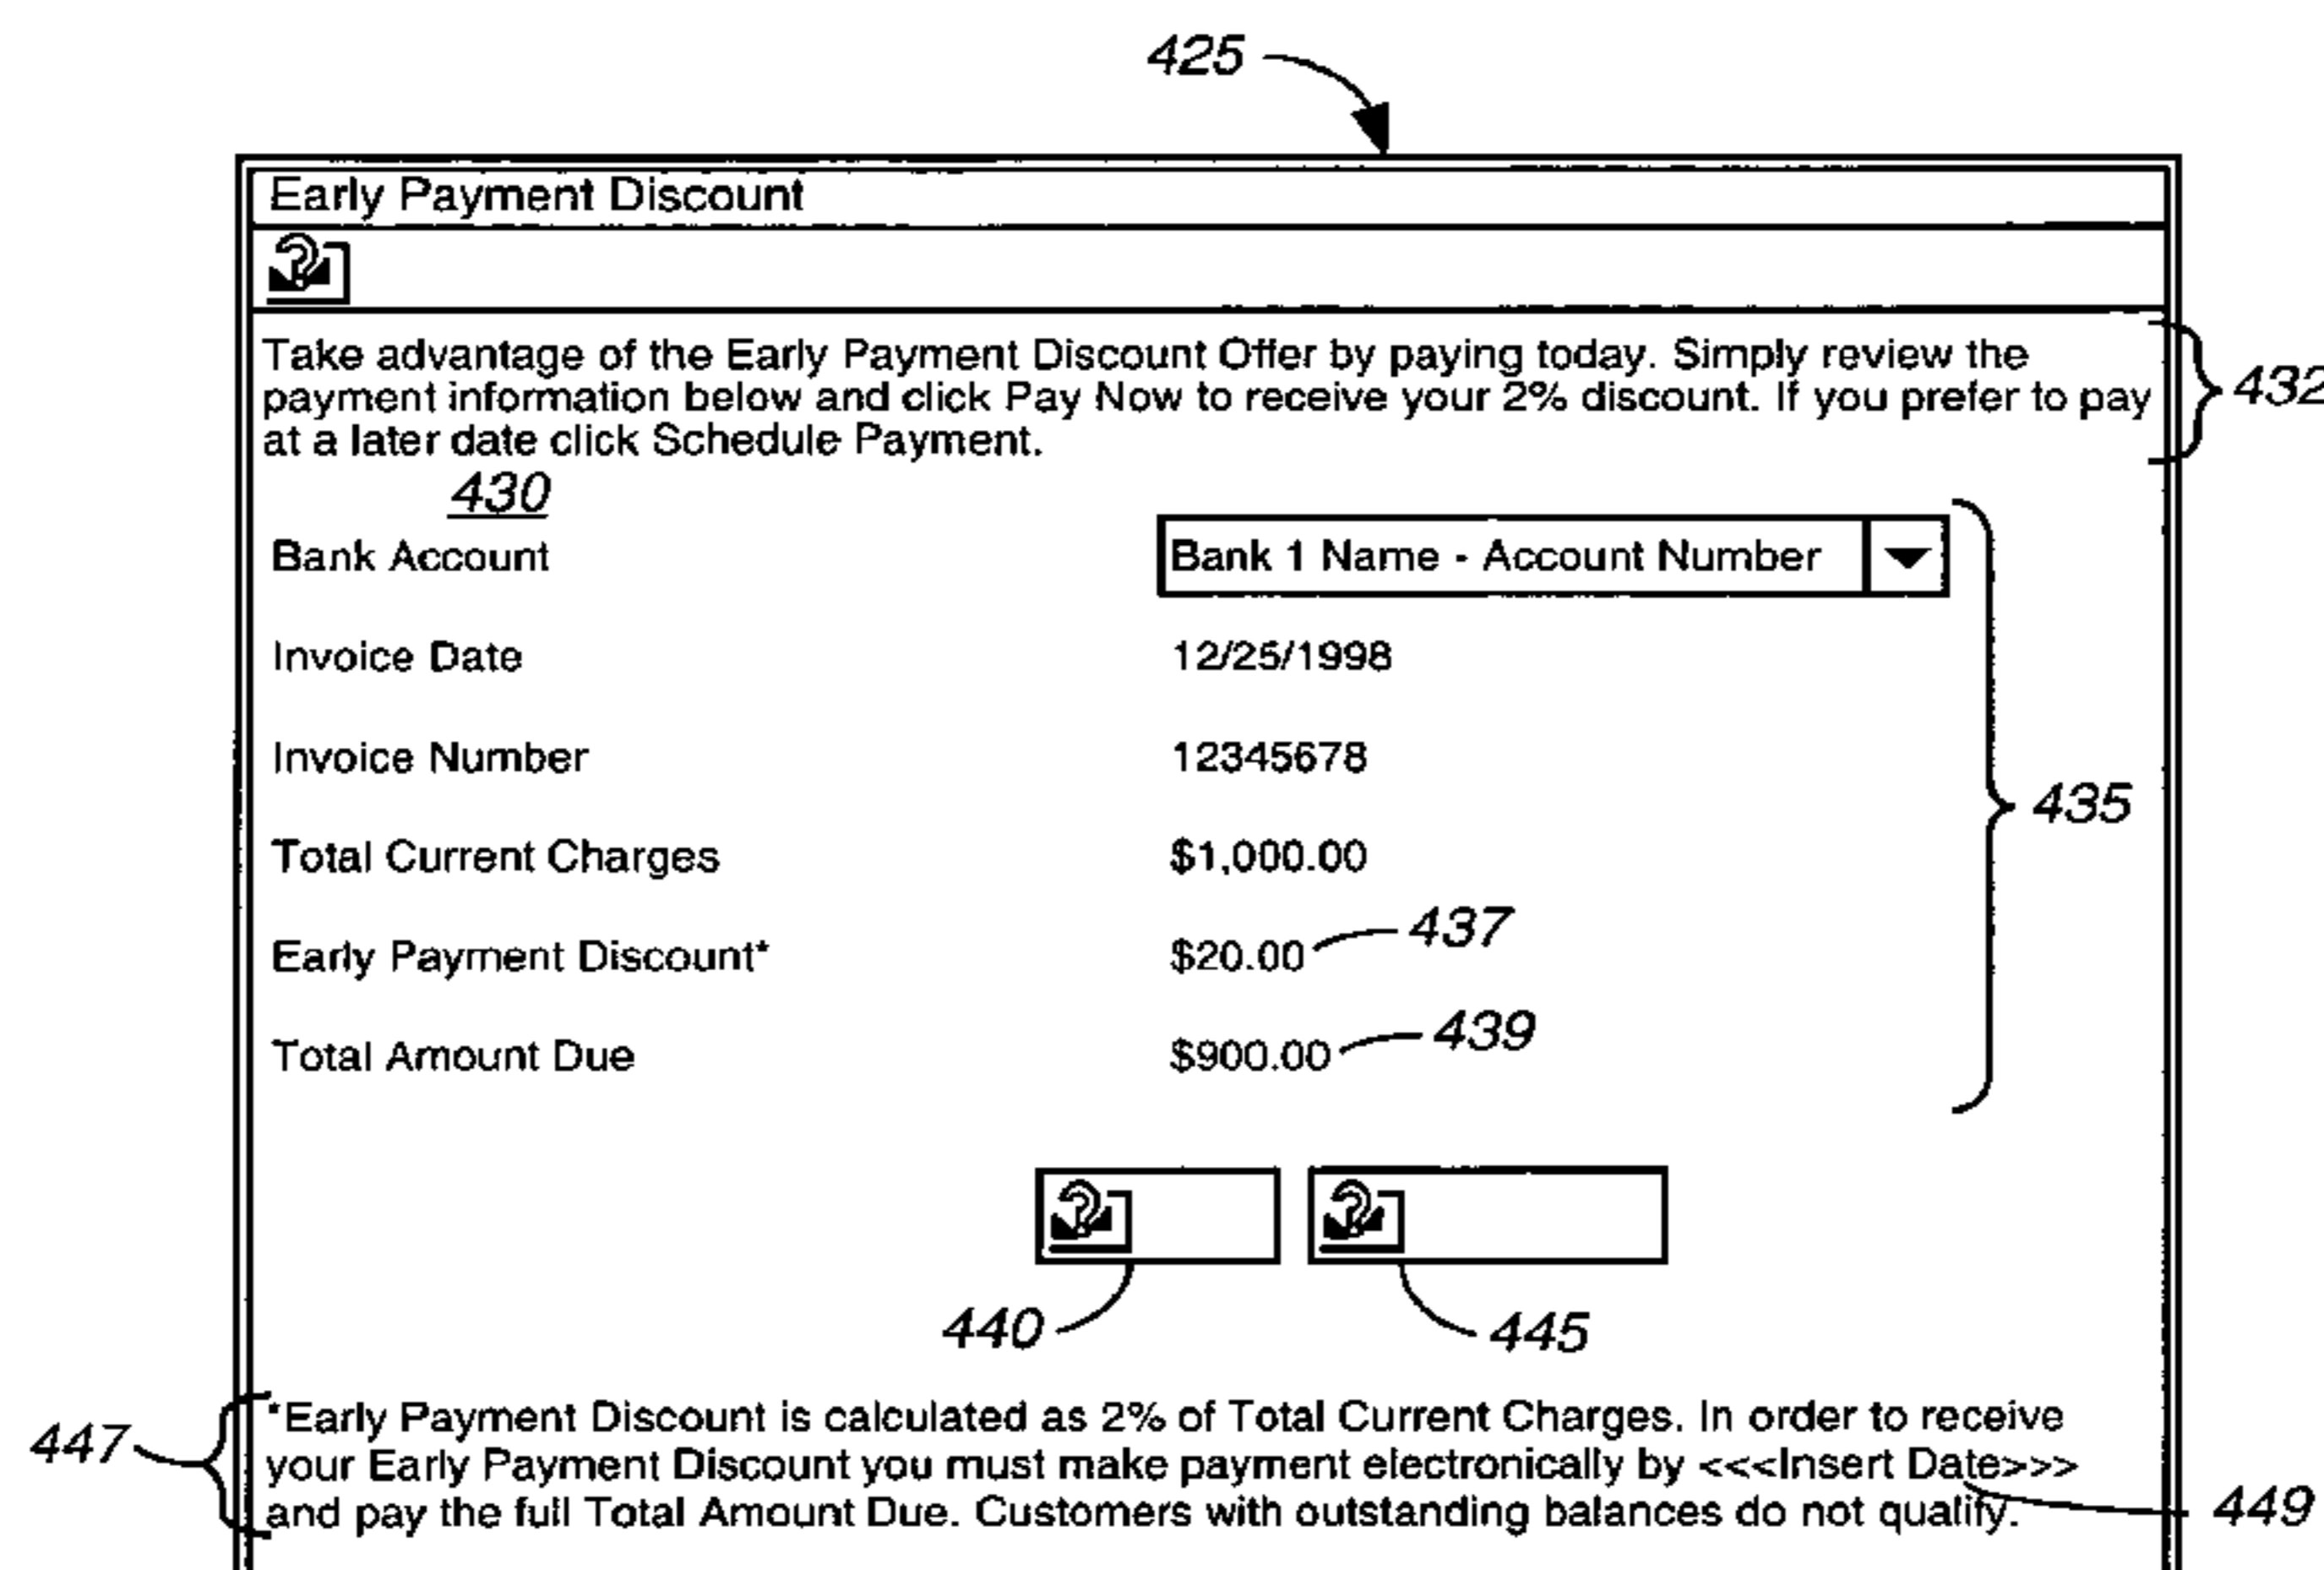 425
Early Payment Discount
Take advantage of the Early Payment Discount Offer by paying today. Simply review the
payment information below and click Pay Now to receive your 2% discount. If you prefer to pay
at a later date click Schedule Payment.
432
430
Bank Account Bank 1 Name - Account Number
Invoice Date 12/25/1998
Invoice Number 12345678
435
Total Current Charges $1,000.00
Early Payment Discount* $20.00 437
Total Amount Due $900.00 439
440 445
*Early Payment Discount is calculated as 2% of Total Current Charges. In order to receive
your Early Payment Discount you must make payment electronically by <<<Insert Date>>>
and pay the full Total Amount Due. Customers with outstanding balances do not qualify.
447
449